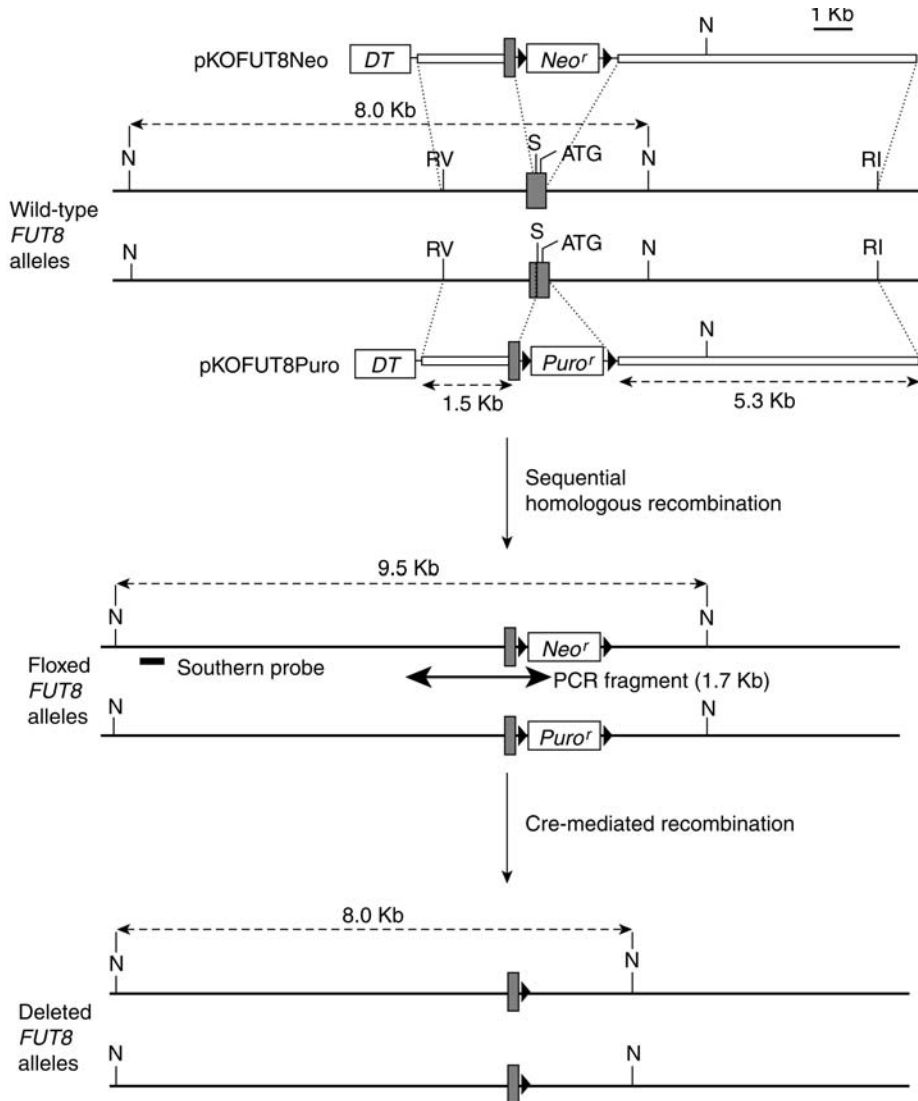 1 Kb
N
pKOFUT8Neo
DT
Neoʳ
8.0 Kb
N
RV
S
ATG
N
RI
Wild-type
FUT8
alleles
N
RV
S
ATG
N
RI
N
pKOFUT8Puro
DT
Puroʳ
1.5 Kb
5.3 Kb
Sequential
homologous recombination
9.5 Kb
N
N
Neoʳ
Floxed
FUT8
alleles
Southern probe
PCR fragment (1.7 Kb)
N
N
Puroʳ
Cre-mediated recombination
8.0 Kb
N
N
Deleted
FUT8
alleles
N
N